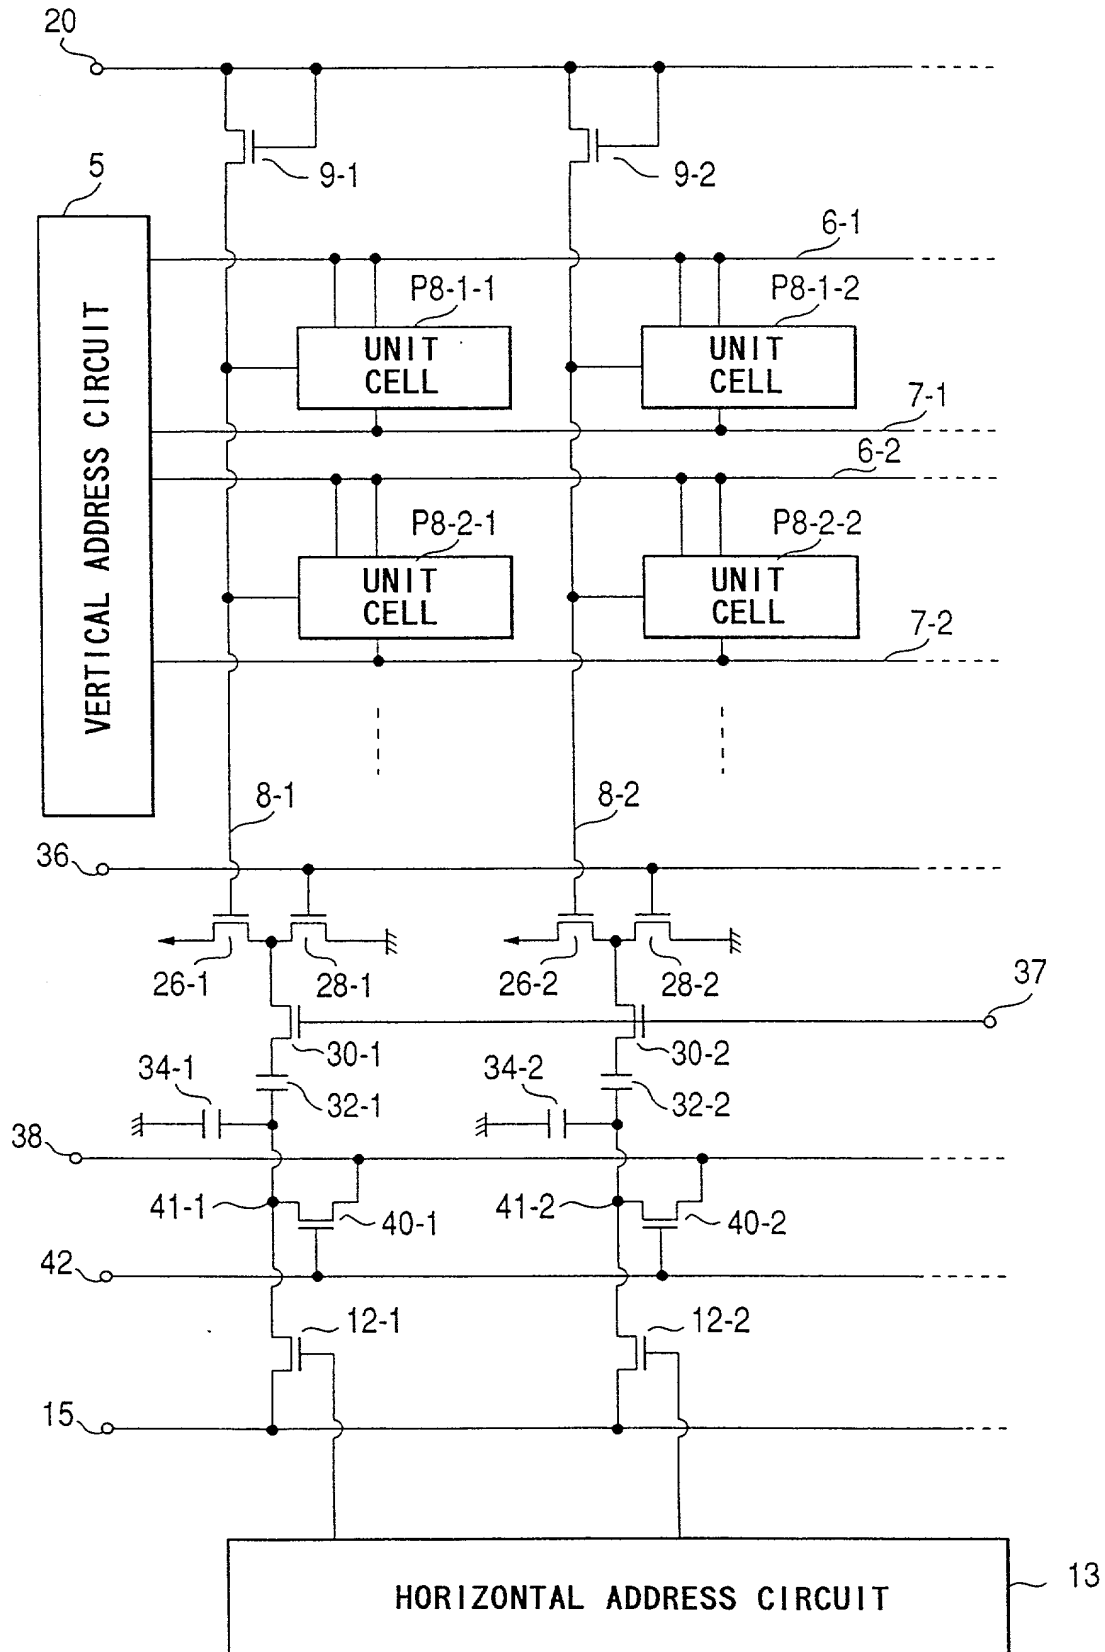 20
9-1
9-2
5
6-1
P8-1-1
P8-1-2
UNIT
CELL
UNIT
CELL
7-1
6-2
P8-2-1
P8-2-2
UNIT
CELL
UNIT
CELL
7-2
VERTICAL ADDRESS CIRCUIT
8-1
8-2
36
26-1
28-1
26-2
28-2
37
30-1
30-2
34-1
34-2
32-1
32-2
38
41-1
40-1
41-2
40-2
42
12-1
12-2
15
13
HORIZONTAL ADDRESS CIRCUIT